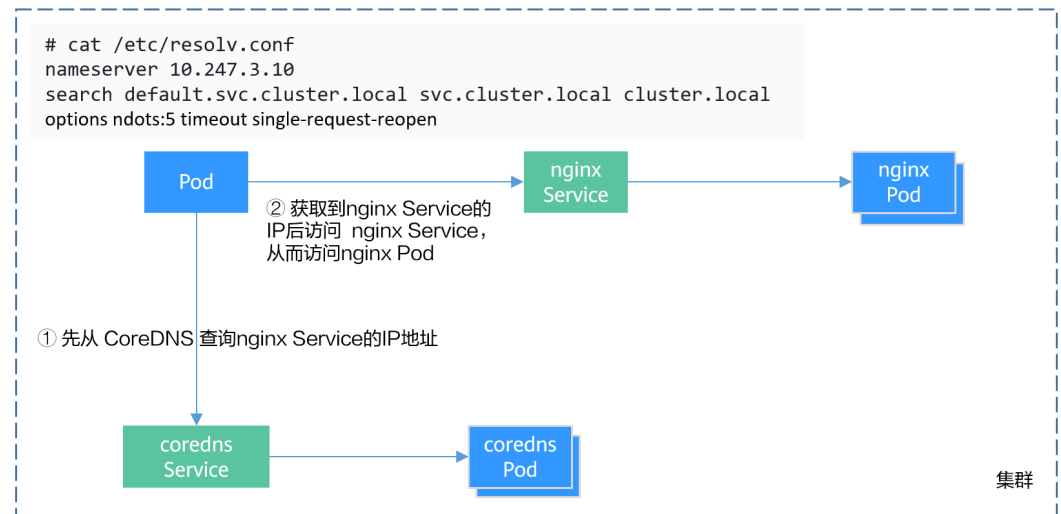 # cat /etc/resolv.conf
nameserver 10.247.3.10
search default.svc.cluster.local svc.cluster.local cluster.local
options ndots:5 timeout single-request-reopen
Pod
nginx
Service
nginx
Pod
② 获取到nginx Service的
IP后访问 nginx Service，
从而访问nginx Pod
① 先从 CoreDNS 查询nginx Service的IP地址
coredns
Service
coredns
Pod
集群